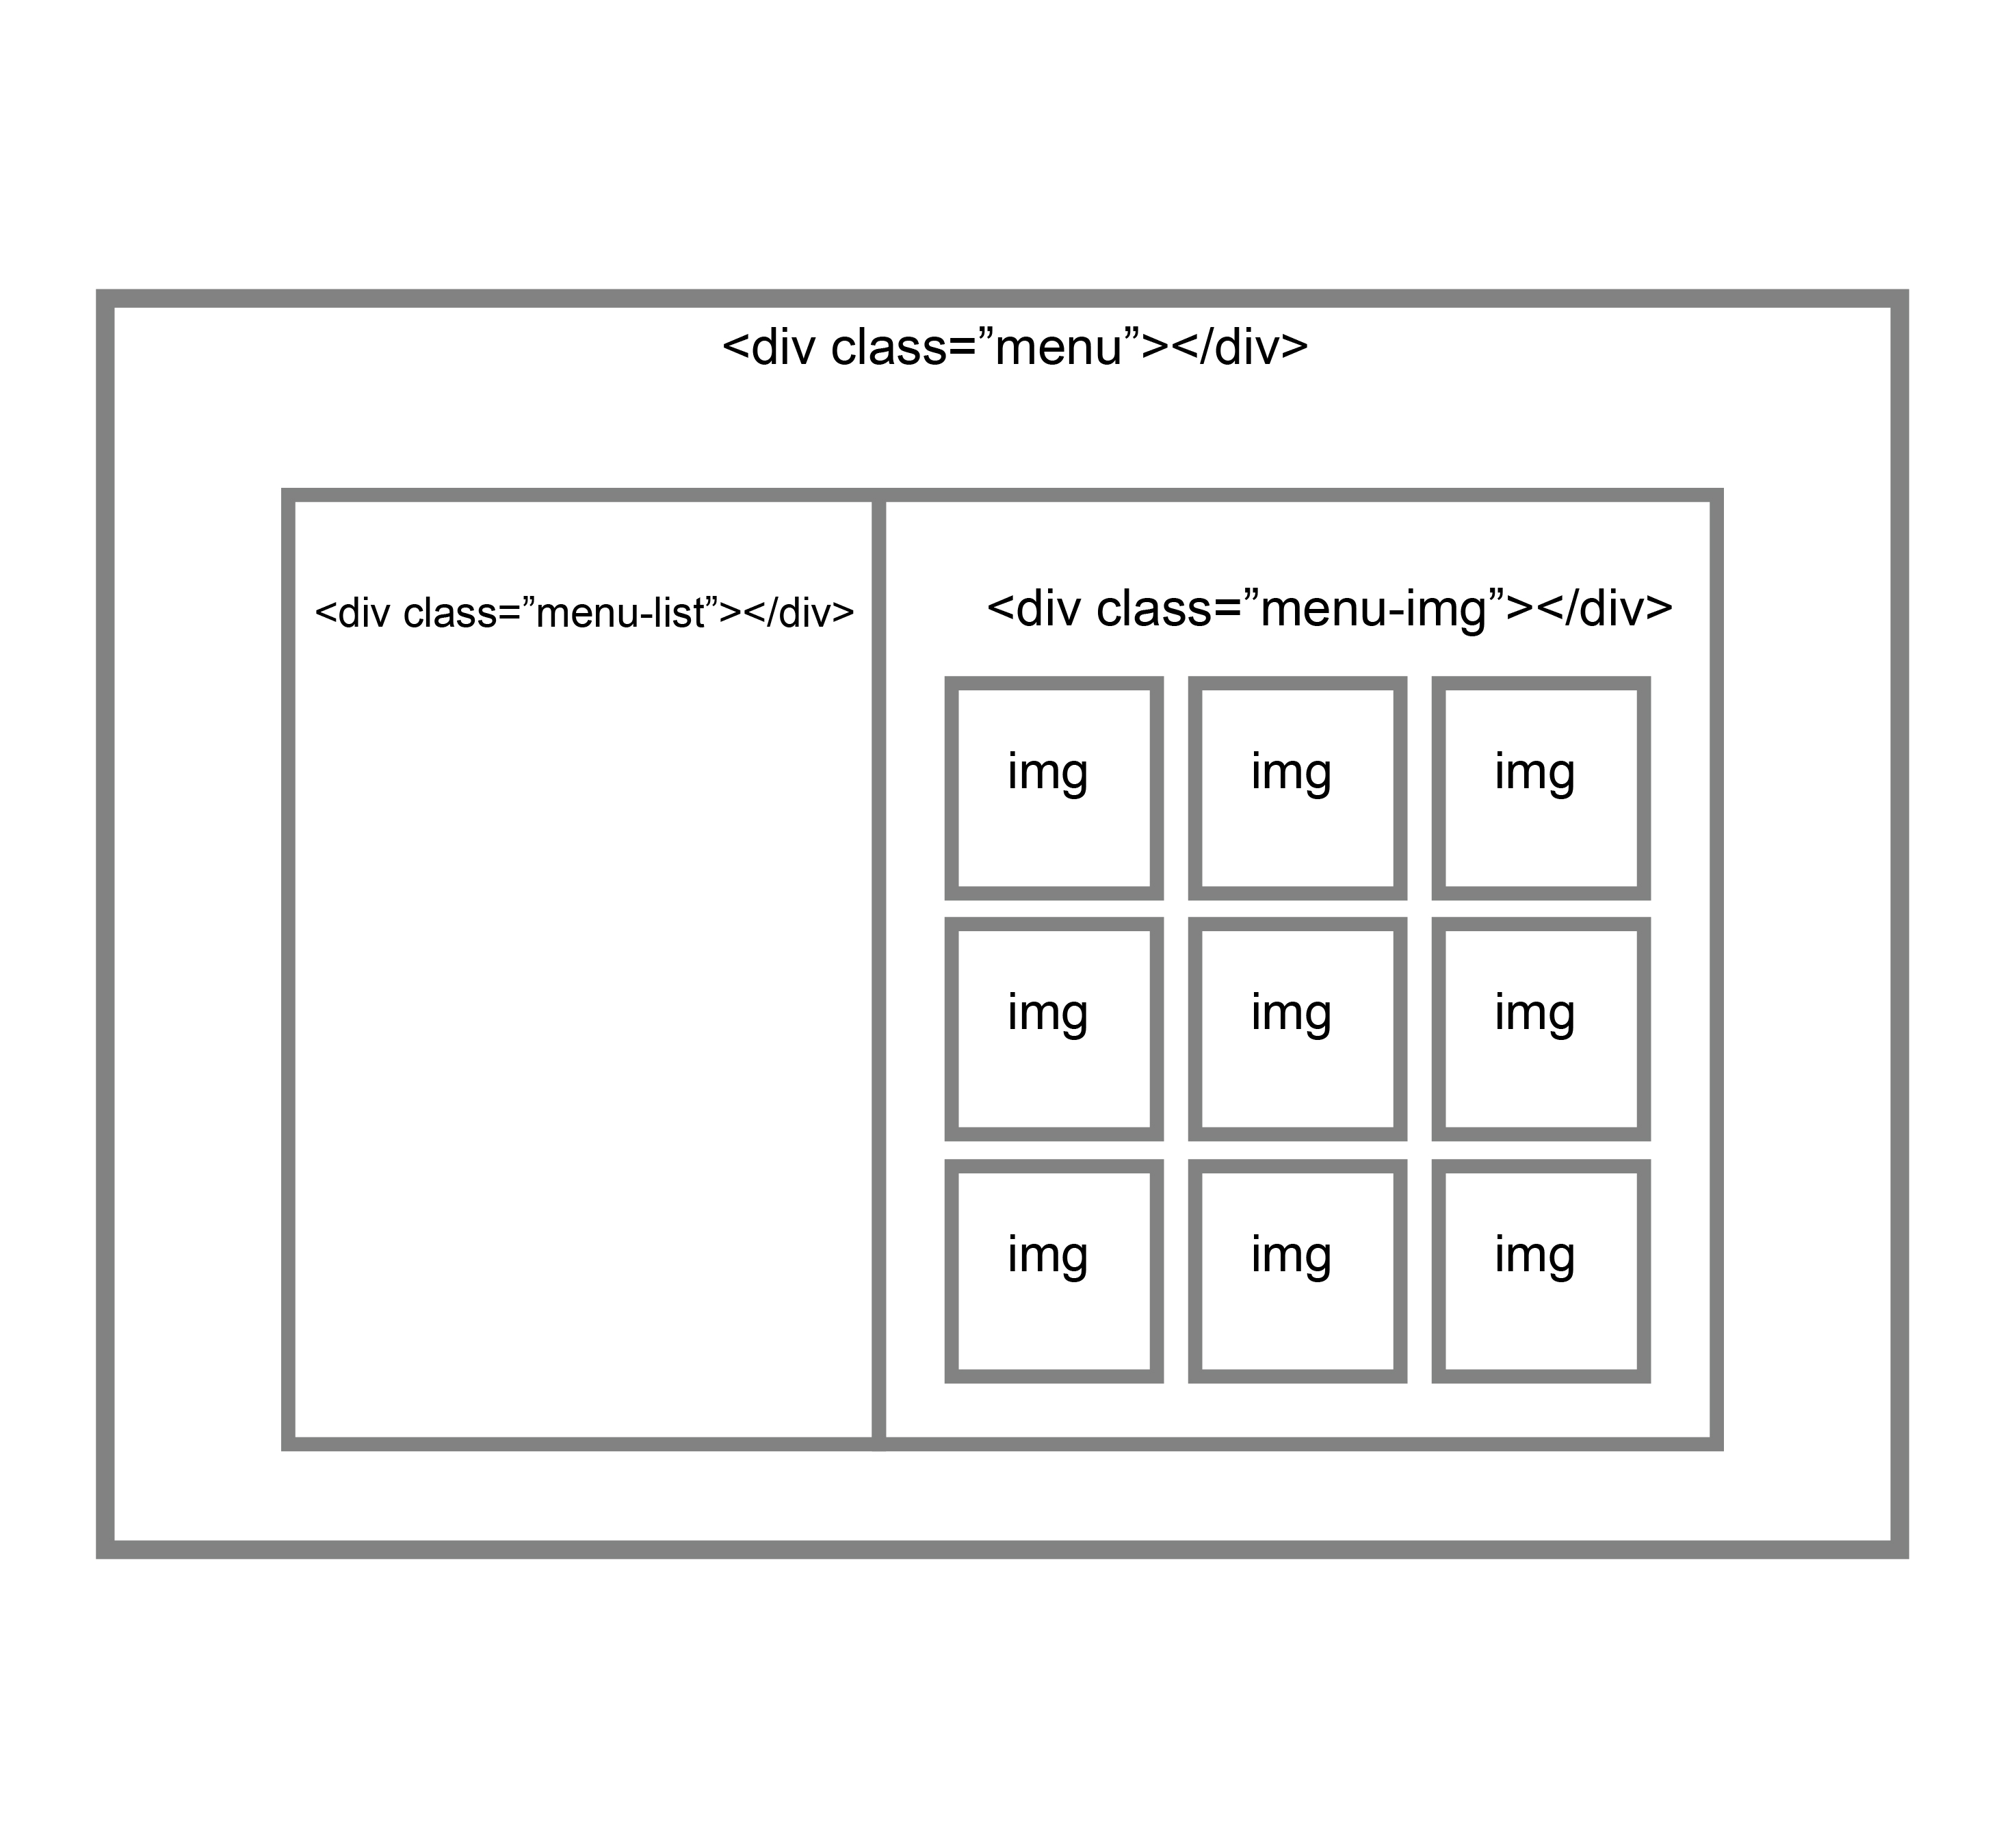 <div class=”menu”></div>
<div class=”menu-list”></div>
<div class=”menu-img”></div>
img img img
img img img
img img img